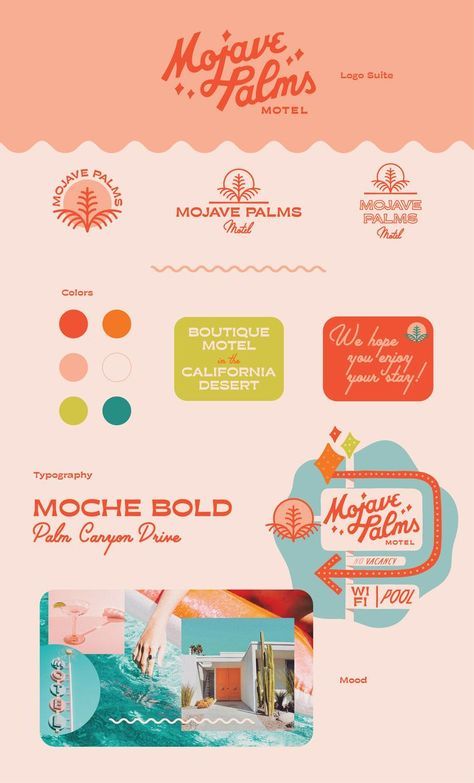 Mojave
Palms
MOTEL
Logo Suite
MOJAVE PALMS
MOJAVE PALMS
Motel
MOJAVE
PALMS
Motel
Colors
BOUTIQUE
MOTEL
in the
CALIFORNIA
DESERT
We hope
you enjoy
your stay!
Typography
MOCHE BOLD
Palm Canyon Drive
Mojave
Palms
MOTEL
NO VACANCY
WI
FI
POOL
Mood